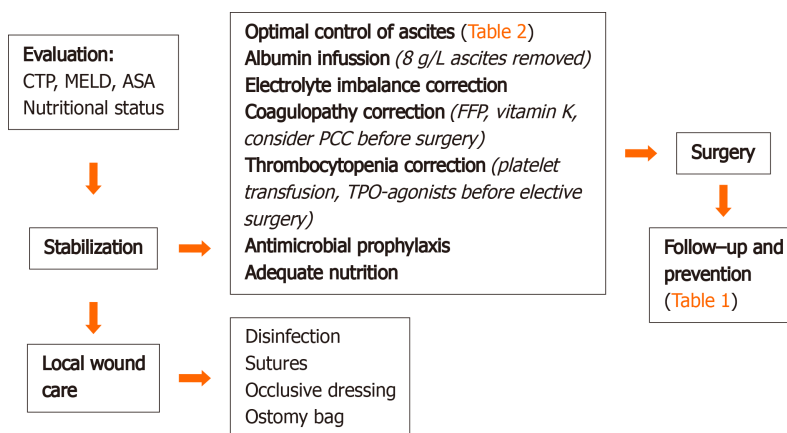 Evaluation:
CTP, MELD, ASA
Nutritional status
Stabilization
Local wound
care
Optimal control of ascites (Table 2)
Albumin infussion (8 g/L ascites removed)
Electrolyte imbalance correction
Coagulopathy correction (FFP, vitamin K,
consider PCC before surgery)
Thrombocytopenia correction (platelet
transfusion, TPO-agonists before elective
surgery)
Antimicrobial prophylaxis
Adequate nutrition
Disinfection
Sutures
Occlusive dressing
Ostomy bag
Surgery
Follow–up and
prevention
(Table 1)